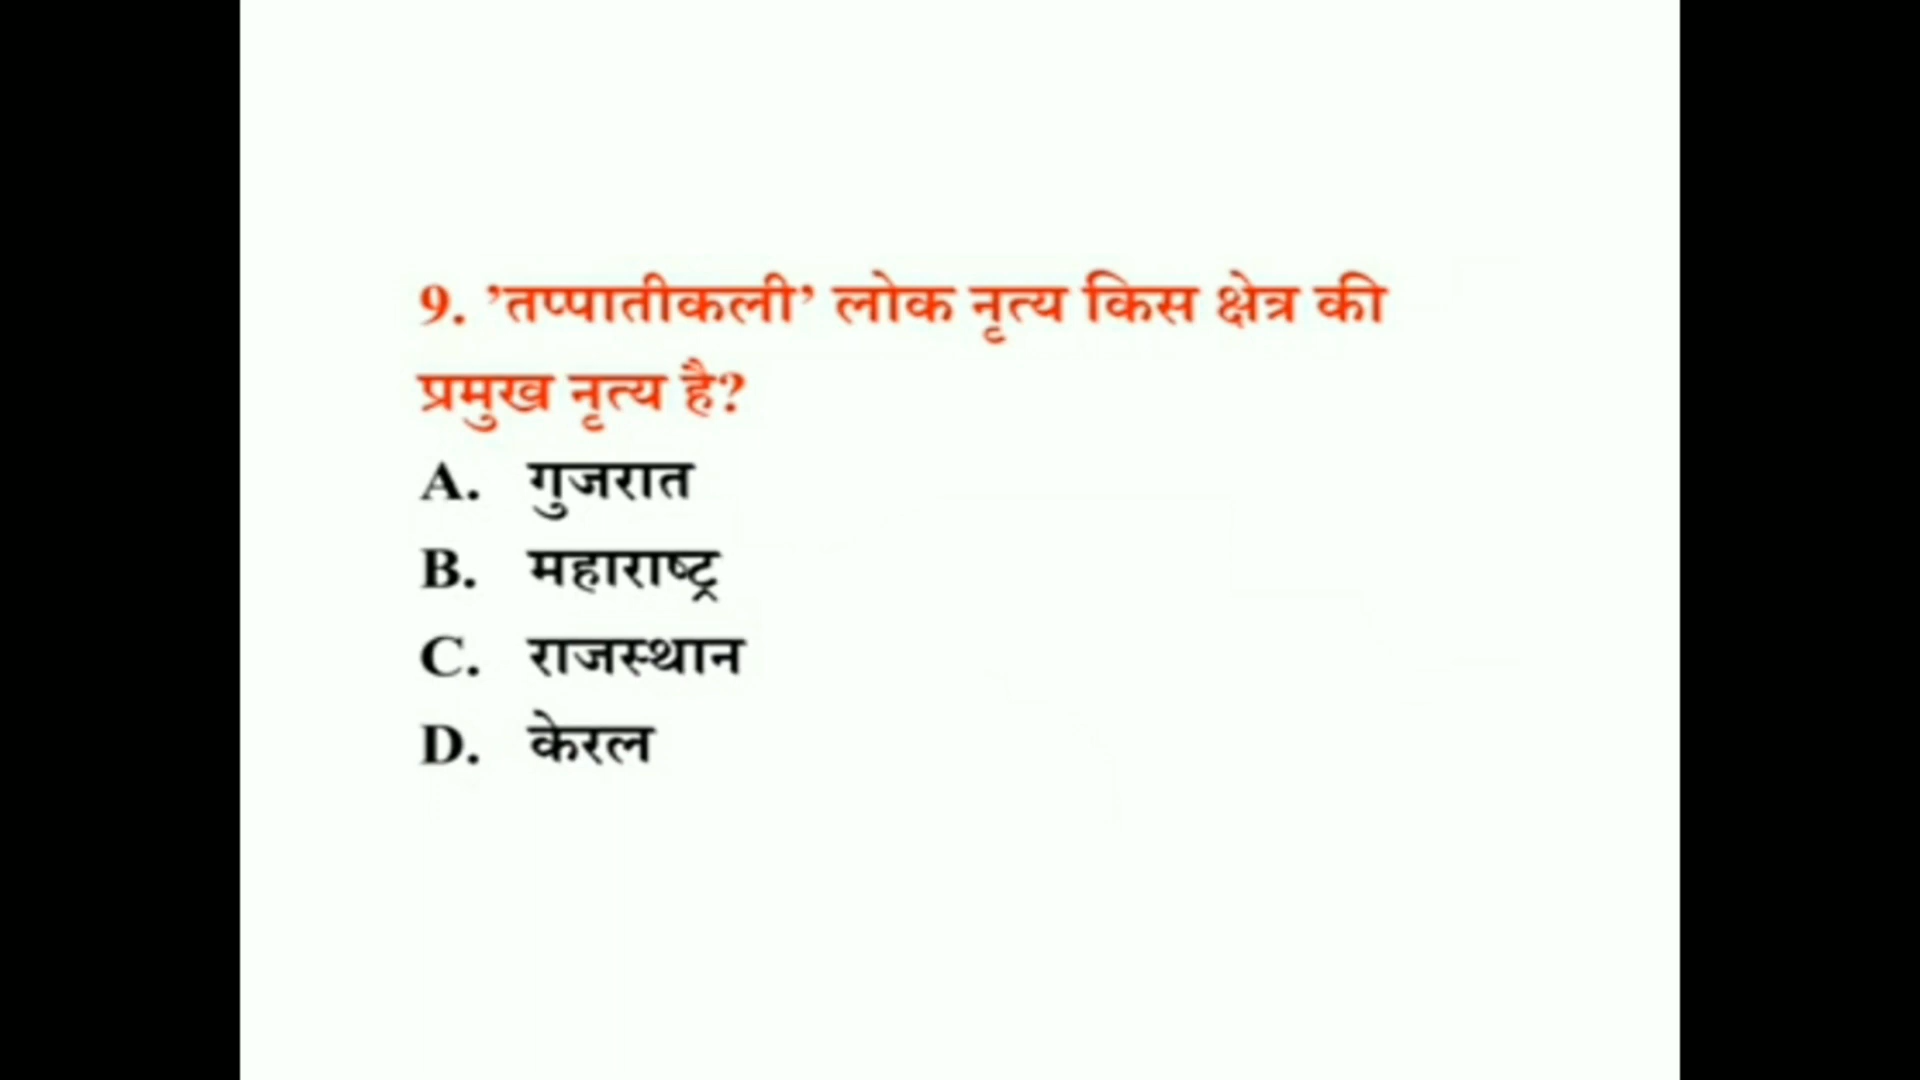 9. ’तप्पातीकली’ लोक नृत्य किस क्षेत्र की
प्रमुख नृत्य है?
A. गुजरात
B. महाराष्ट्र
C. राजस्थान
D. केरल